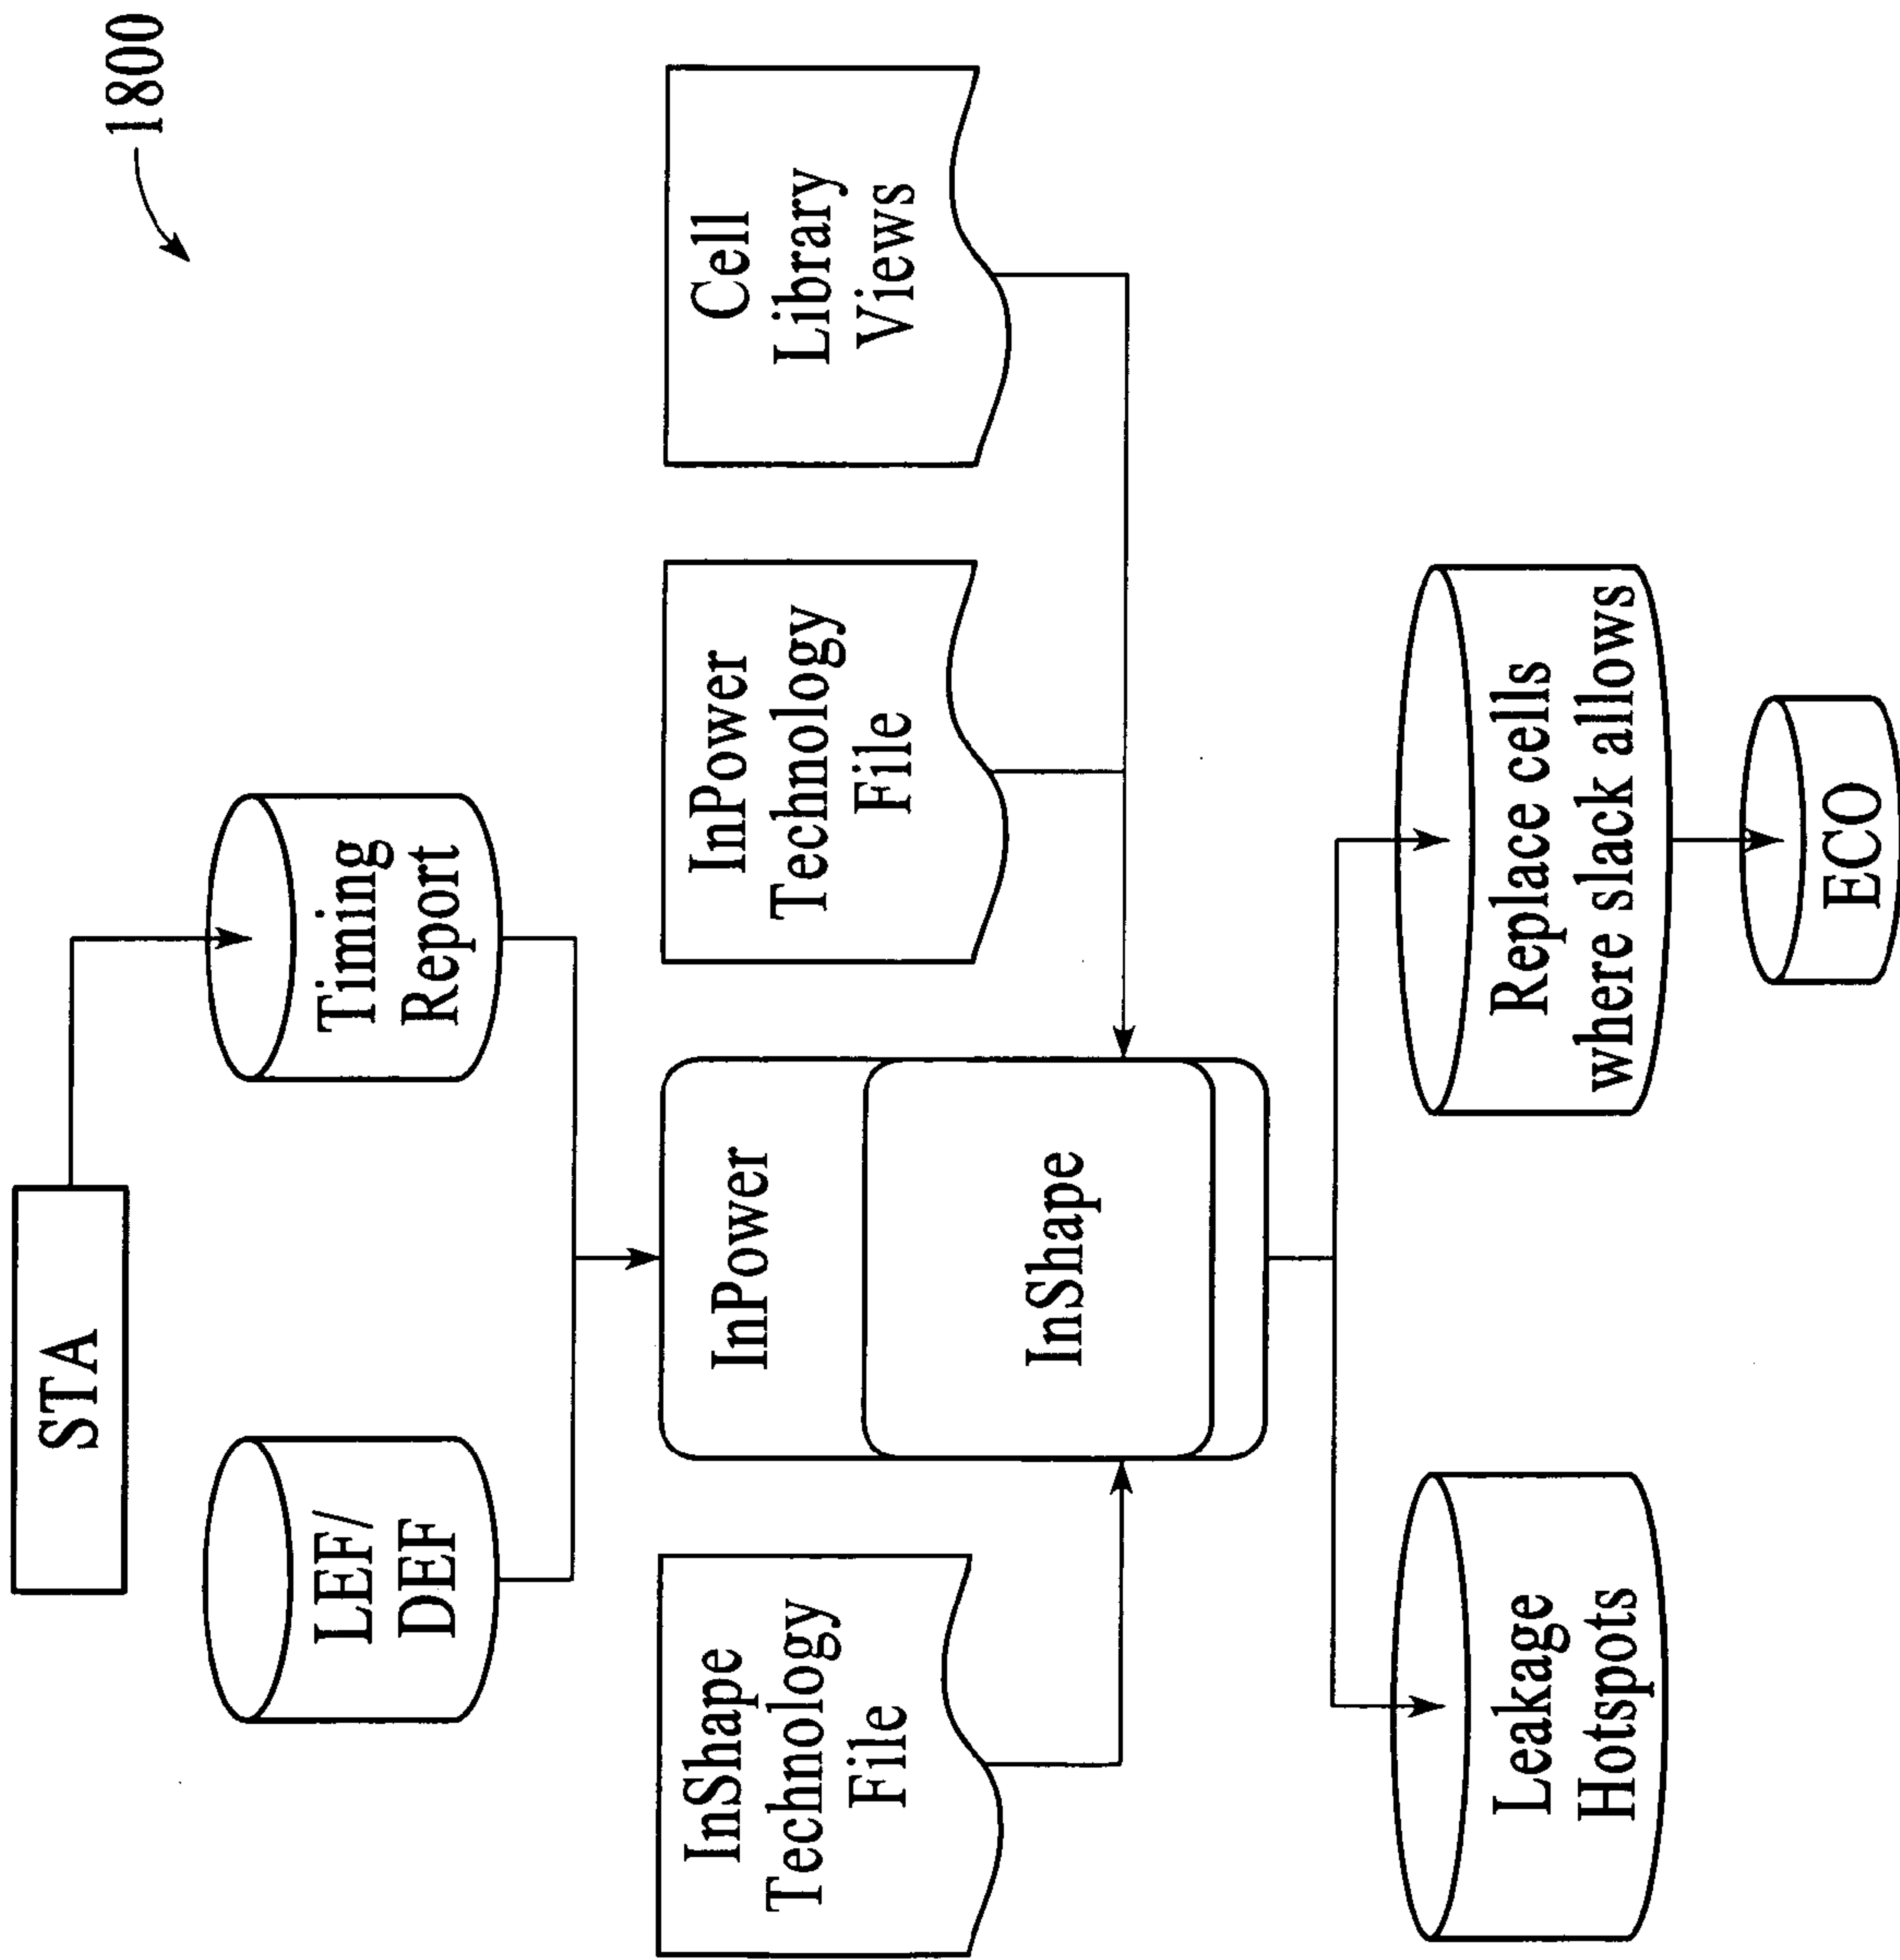 1800
STA
LEF/
DEF
Timing
Report
InShape
Technology
File
InPower
InShape
InPower
Technology
File
Cell
Library
Views
Leakage
Hotspots
Replace cells
where slack allows
ECO